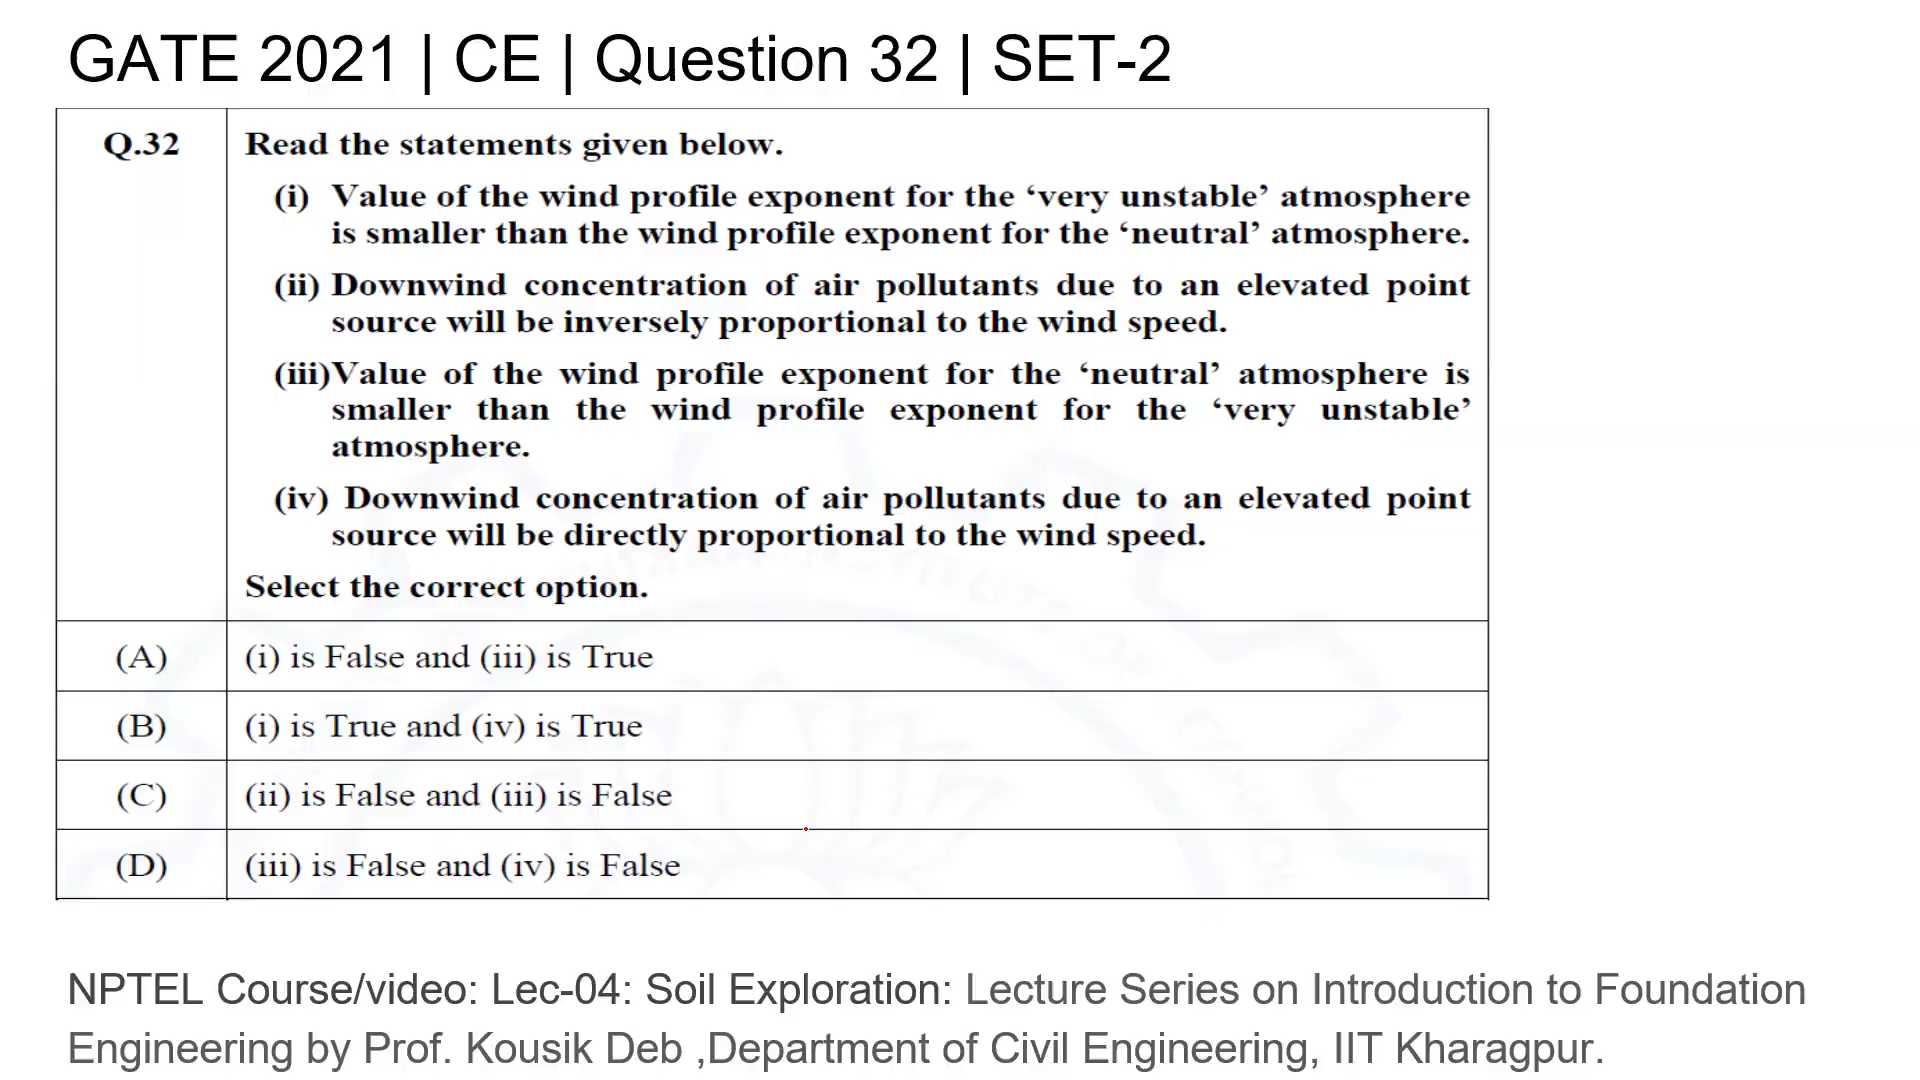 GATE 2021 | CE | Question 32 | SET-2
Q.32 Read the statements given below.
(i) Value of the wind profile exponent for the ‘very unstable’ atmosphere
is smaller than the wind profile exponent for the ‘neutral’ atmosphere.
(ii) Downwind concentration of air pollutants due to an elevated point
source will be inversely proportional to the wind speed.
(iii)Value of the wind profile exponent for the ‘neutral’ atmosphere is
smaller than the wind profile exponent for the ‘very unstable’
atmosphere.
(iv) Downwind concentration of air pollutants due to an elevated point
source will be directly proportional to the wind speed.
Select the correct option.
(A) (i) is False and (iii) is True
(B) (i) is True and (iv) is True
(C) (ii) is False and (iii) is False
(D) (iii) is False and (iv) is False
NPTEL Course/video: Lec-04: Soil Exploration: Lecture Series on Introduction to Foundation
Engineering by Prof. Kousik Deb ,Department of Civil Engineering, IIT Kharagpur.